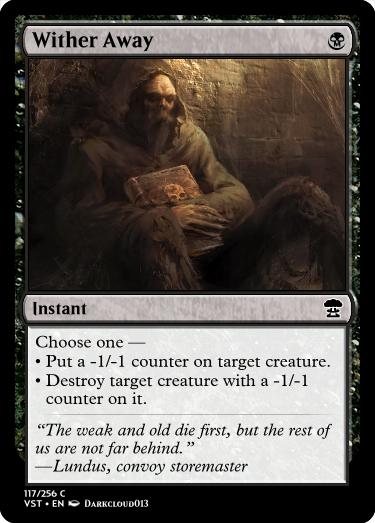 Wither Away
Instant
Choose one —
• Put a -1/-1 counter on target creature.
• Destroy target creature with a -1/-1
counter on it.
“The weak and old die first, but the rest of
us are not far behind.”
—Lundus, convoy storemaster
117/256 C
VST • EN Darkcloud013